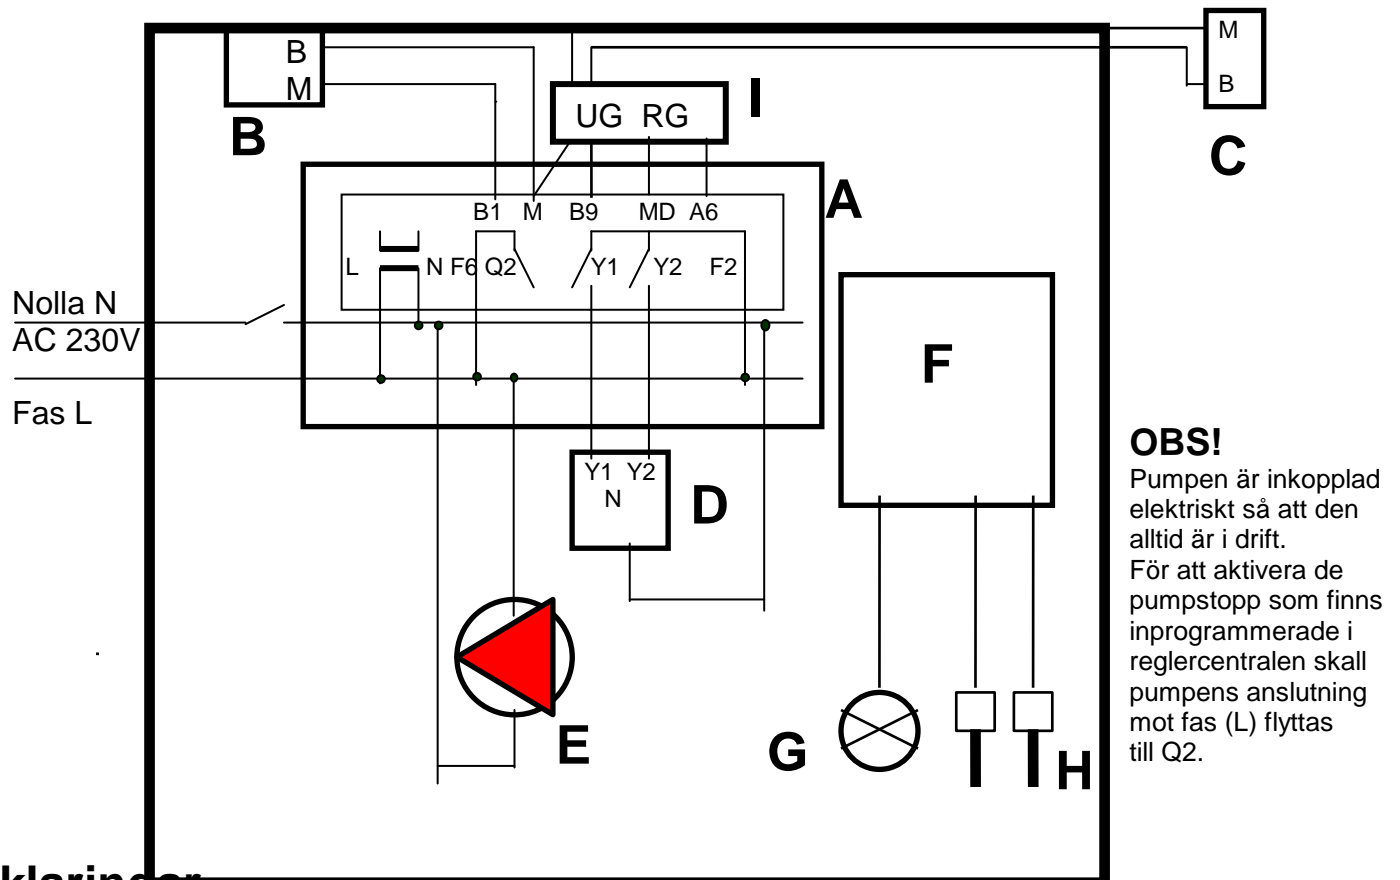 M
B
B
M
I
UG RG
B
C
A
B1 M B9 MD A6
L N F6 Q2 Y1 Y2 F2
Nolla N
AC 230V
F
Fas L
OBS!
Pumpen är inkopplad
elektriskt så att den
alltid är i drift.
För att aktivera de
pumpstopp som finns
inprogrammerade i
reglercentralen skall
pumpens anslutning
mot fas (L) flyttas
till Q2.
Y1 Y2
N
D
E
G
H